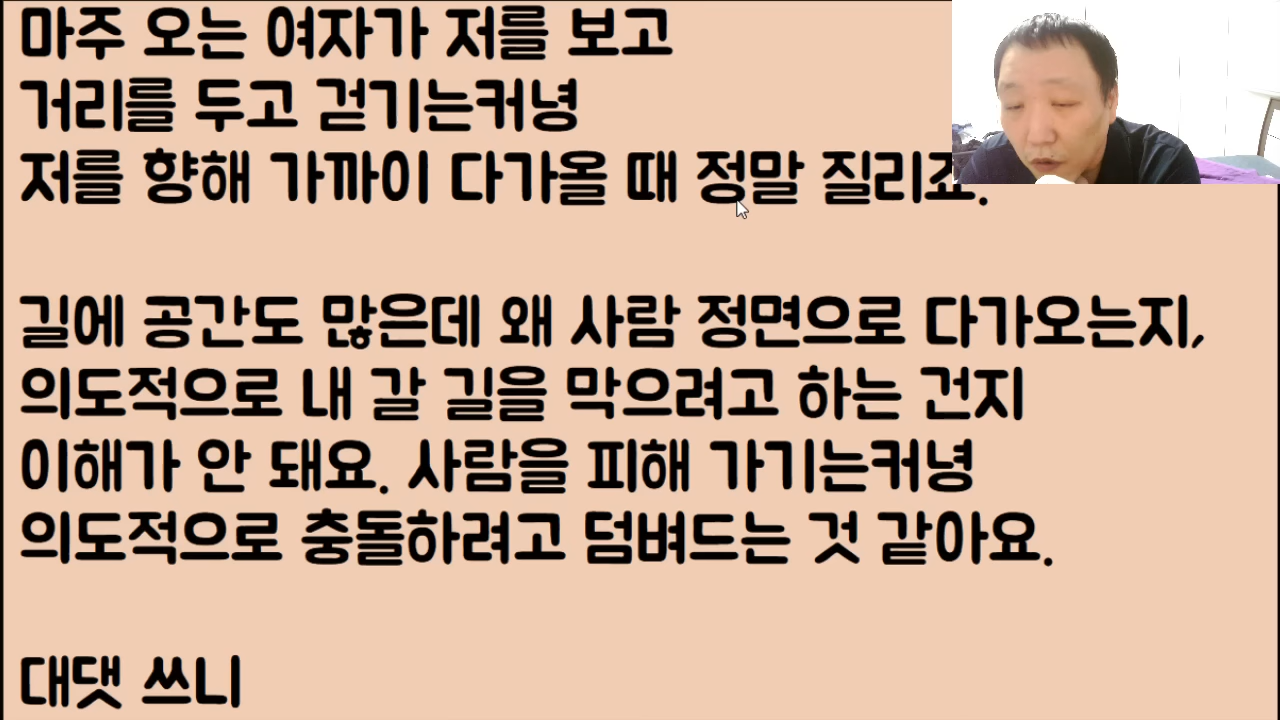 마주 오는 여자가 저를 보고
거리를 두고 걷기는커녕
저를 향해 가까이 다가올 때 정말 질리죠.
길에 공간도 많은데 왜 사람 정면으로 다가오는지,
의도적으로 내 갈 길을 막으려고 하는 건지
이해가 안 돼요. 사람을 피해 가기는커녕
의도적으로 충돌하려고 덤벼드는 것 같아요.
대댓 쓰니